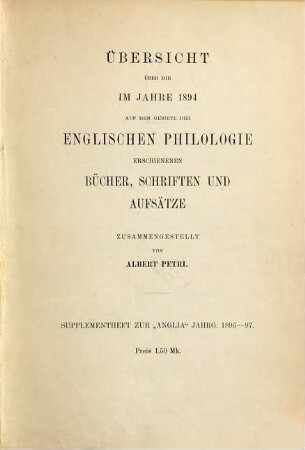 ÜBERSICHT
ÜBER DIE
IM JAHRE 1894
AUF DEM GEBIETE DER
ENGLISCHEN PHILOLOGIE
ERSCHIENENEN
BÜCHER, SCHRIFTEN UND
AUFSÄTZE
ZUSAMMENGESTELLT
VON
ALBERT PETRI.
SUPPLEMENTHEFT ZUR „ANGLIA“ JAHRG. 1896—97.
Preis 1.50 Mk.